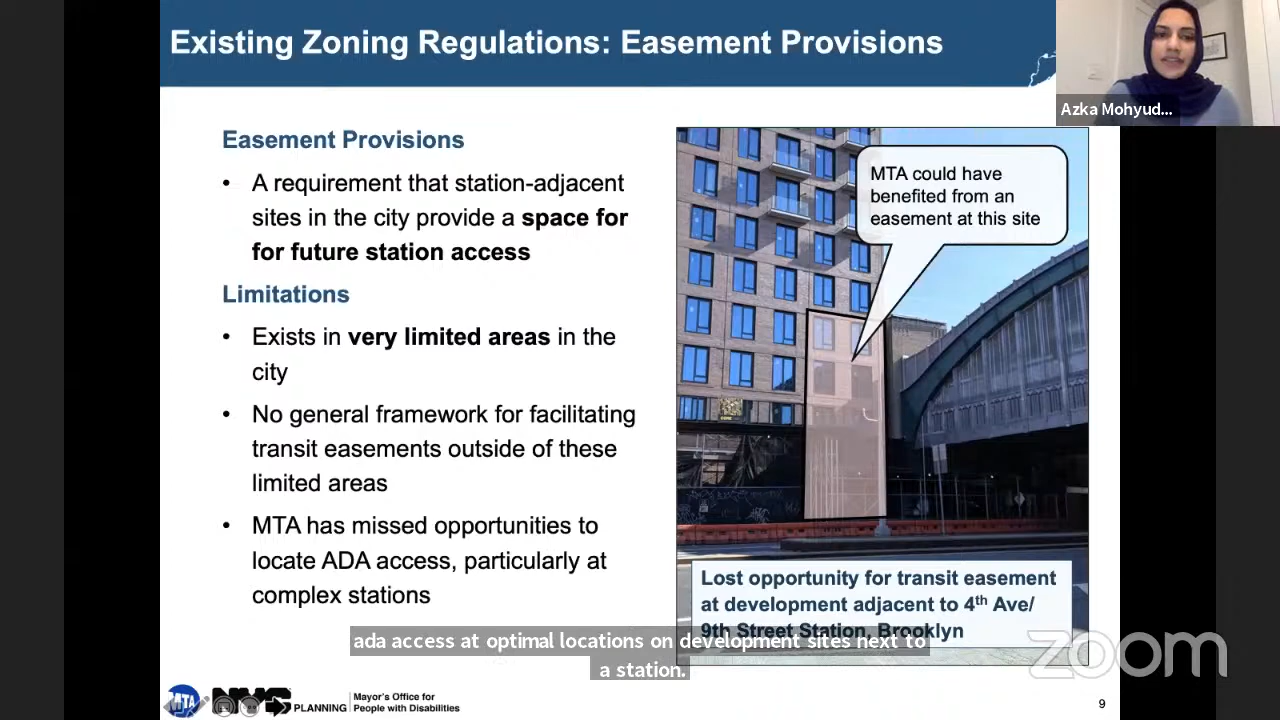 Existing Zoning Regulations: Easement Provisions
Azka Mohyud...
Easement Provisions
• A requirement that station-adjacent
sites in the city provide a space for
for future station access
Limitations
• Exists in very limited areas in the
city
• No general framework for facilitating
transit easements outside of these
limited areas
• MTA has missed opportunities to
locate ADA access, particularly at
complex stations
MTA could have
benefited from an
easement at this site
Lost opportunity for transit easement
at development adjacent to 4th Ave/
9th Street Station, Brooklyn
ada access at optimal locations on development sites next to
a station.
zoom
MTA
NYC
PLANNING
Mayor's Office for
People with Disabilities
9